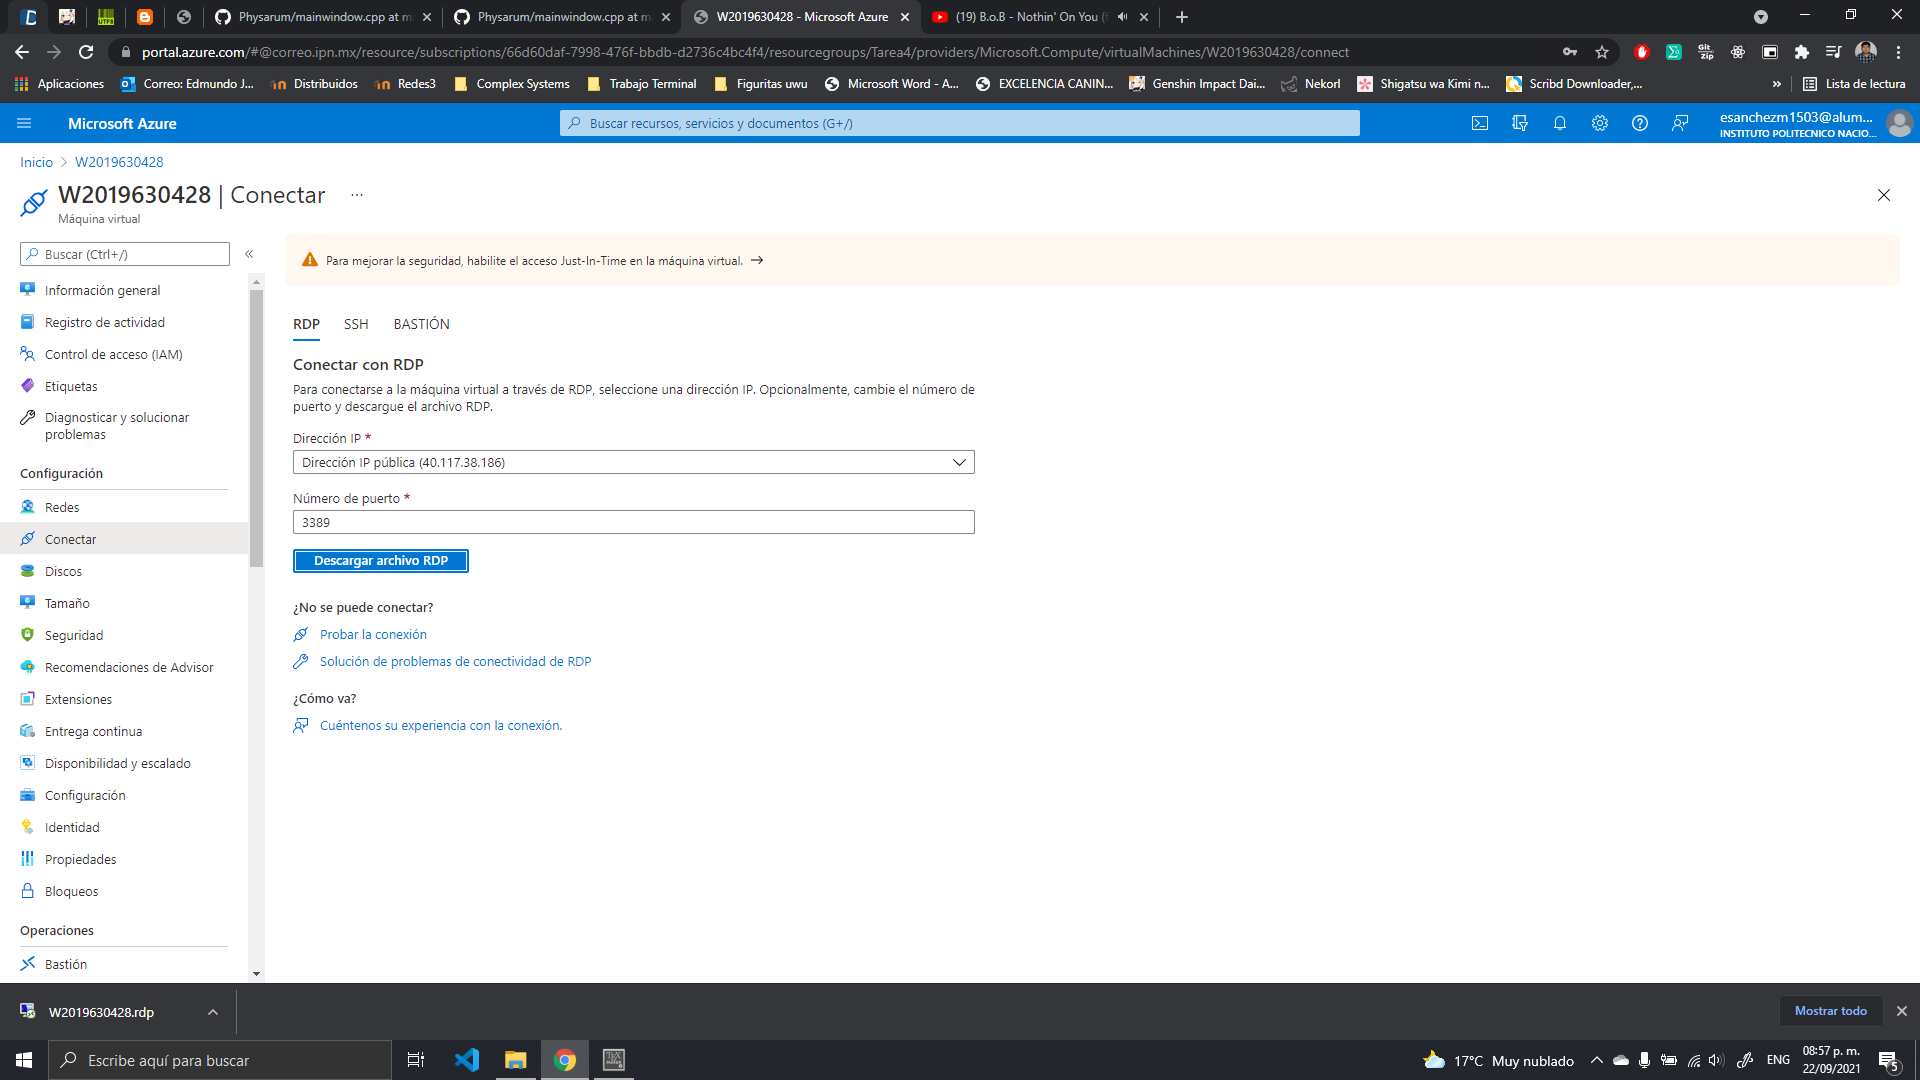 Physarum/mainwindow.cpp at m
Physarum/mainwindow.cpp at m
W2019630428 - Microsoft Azure
(19) B.o.B - Nothin' On You (
portal.azure.com/#@correo.ipn.mx/resource/subscriptions/66d60daf-7998-476f-bbdb-d2736c4bc4f4/resourcegroups/Tarea4/providers/Microsoft.Compute/virtualMachines/W2019630428/connect
Aplicaciones
Correo: Edmundo J...
Distribuidos
Redes3
Complex Systems
Trabajo Terminal
Figuritas uwu
Microsoft Word - A...
EXCELENCIA CANIN...
Genshin Impact Dai...
Nekorl
Shigatsu wa Kimi n...
Scribd Downloader,...
»
Lista de lectura
Microsoft Azure
Buscar recursos, servicios y documentos (G+/)
esanchezm1503@alum...
INSTITUTO POLITECNICO NACIO...
Inicio > W2019630428
W2019630428 | Conectar ...
Máquina virtual
Buscar (Ctrl+/)
«
Información general
Registro de actividad
Control de acceso (IAM)
Etiquetas
Diagnosticar y solucionar
problemas
Configuración
Redes
Conectar
Discos
Tamaño
Seguridad
Recomendaciones de Advisor
Extensiones
Entrega continua
Disponibilidad y escalado
Configuración
Identidad
Propiedades
Bloqueos
Operaciones
Bastión
Para mejorar la seguridad, habilite el acceso Just-In-Time en la máquina virtual. →
RDP SSH BASTIÓN
Conectar con RDP
Para conectarse a la máquina virtual a través de RDP, seleccione una dirección IP. Opcionalmente, cambie el número de
puerto y descargue el archivo RDP.
Dirección IP *
Dirección IP pública (40.117.38.186)
Número de puerto *
3389
Descargar archivo RDP
¿No se puede conectar?
Probar la conexión
Solución de problemas de conectividad de RDP
¿Cómo va?
Cuéntenos su experiencia con la conexión.
W2019630428.rdp
Mostrar todo
Escribe aquí para buscar
17°C Muy nublado
ENG
08:57 p. m.
22/09/2021
5